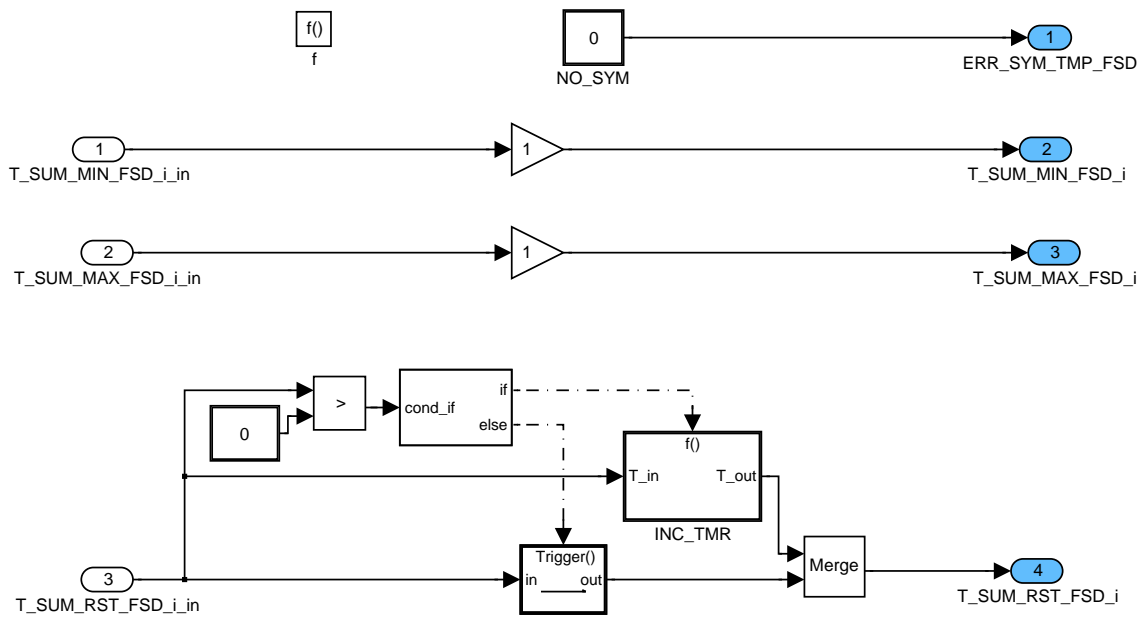 f()
f
0
NO_SYM
1
ERR_SYM_TMP_FSD
1
T_SUM_MIN_FSD_i_in
1
2
T_SUM_MIN_FSD_i
2
T_SUM_MAX_FSD_i_in
1
3
T_SUM_MAX_FSD_i
0
>
cond_if
if
else
f()
T_in
T_out
INC_TMR
3
T_SUM_RST_FSD_i_in
Trigger()
in
out
Merge
4
T_SUM_RST_FSD_i